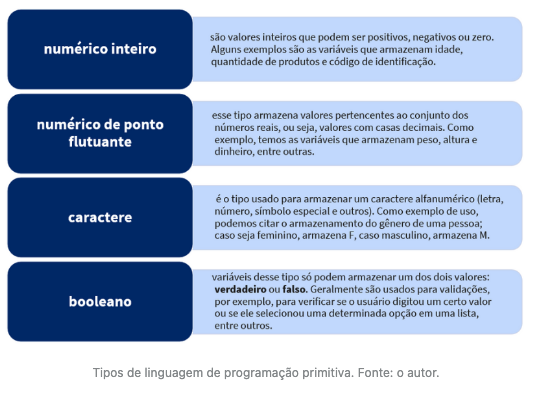 numérico inteiro
são valores inteiros que podem ser positivos, negativos ou zero.
Alguns exemplos são as variáveis que armazenam idade,
quantidade de produtos e código de identificação.
numérico de ponto
flutuante
esse tipo armazena valores pertencentes ao conjunto dos
números reais, ou seja, valores com casas decimais. Como
exemplo, temos as variáveis que armazenam peso, altura e
dinheiro, entre outras.
caractere
é o tipo usado para armazenar um caractere alfanumérico (letra,
número, símbolo especial e outros). Como exemplo de uso,
podemos citar o armazenamento do gênero de uma pessoa;
caso seja feminino, armazena F, caso masculino, armazena M.
booleano
variáveis desse tipo só podem armazenar um dos dois valores:
verdadeiro ou falso. Geralmente são usados para validações,
por exemplo, para verificar se o usuário digitou um certo valor
ou se ele selecionou uma determinada opção em uma lista,
entre outros.
Tipos de linguagem de programação primitiva. Fonte: o autor.